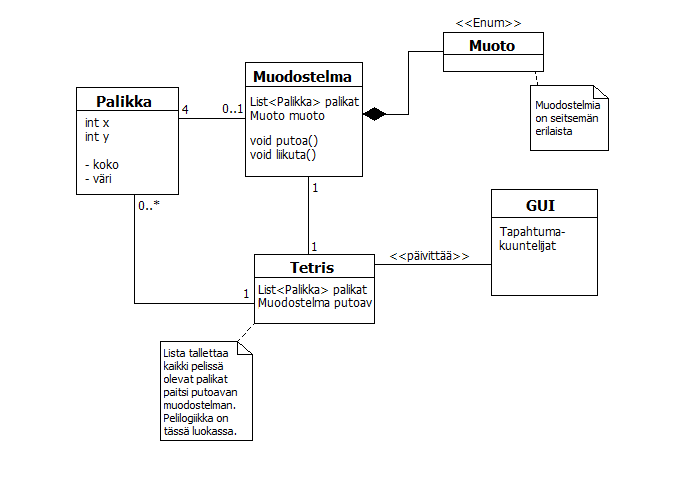 <<Enum>>
Muoto
Muodostelmia
on seitsemän
erilaista
Muodostelma
List<Palikka> palikat
Muoto muoto
void putoa()
void liikuta()
Palikka
int x
int y
- koko
- väri
4
0..1
0..*
1
1
1
GUI
Tapahtuma-
kuuntelijat
<<päivittää>>
Tetris
List<Palikka> palikat
Muodostelma putoav
Lista tallettaa
kaikki pelissä
olevat palikat
paitsi putoavan
muodostelman.
Pelilogiikka on
tässä luokassa.